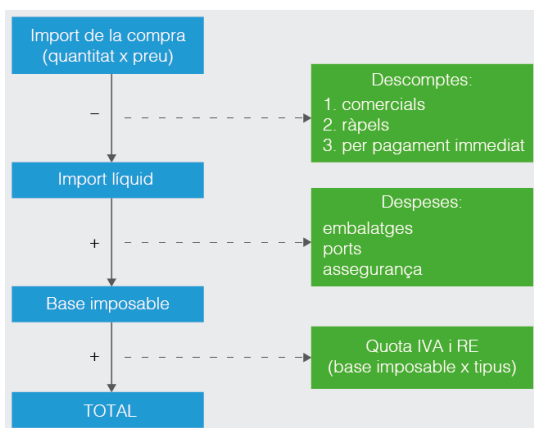 Import de la compra
(quantitat x preu)
–
Descomptes:
1. comercials
2. ràpels
3. per pagament immediat
Import líquid
+
Despeses:
embalatges
ports
assegurança
Base imposable
+
Quota IVA i RE
(base imposable x tipus)
TOTAL